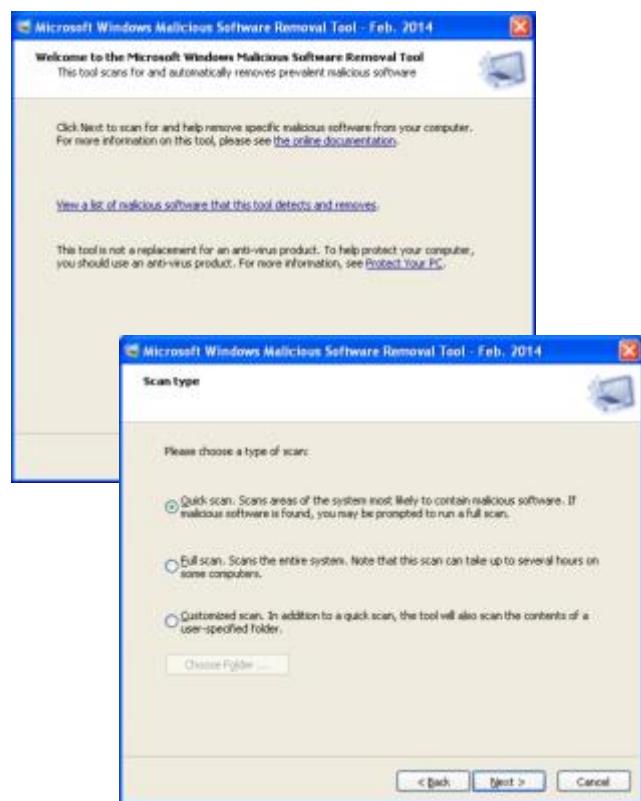 Microsoft Windows Malicious Software Removal Tool - Feb. 2014
Welcome to the Microsoft Windows Malicious Software Removal Tool
This tool scans for and automatically removes prevalent malicious software
Click Next to scan for and help remove specific malicious software from your computer.
For more information on this tool, please see the online documentation.
View a list of malicious software that this tool detects and removes.
This tool is not a replacement for an anti-virus product. To help protect your computer,
you should use an anti-virus product. For more information, see Protect Your PC.
Microsoft Windows Malicious Software Removal Tool - Feb. 2014
Scan type
Please choose a type of scan:
Quick scan. Scans areas of the system most likely to contain malicious software. If
malicious software is found, you may be prompted to run a full scan.
Full scan. Scans the entire system. Note that this scan can take up to several hours on
some computers.
Customized scan. In addition to a quick scan, the tool will also scan the contents of a
user-specified folder.
Choose Folder ...
< Back Next > Cancel